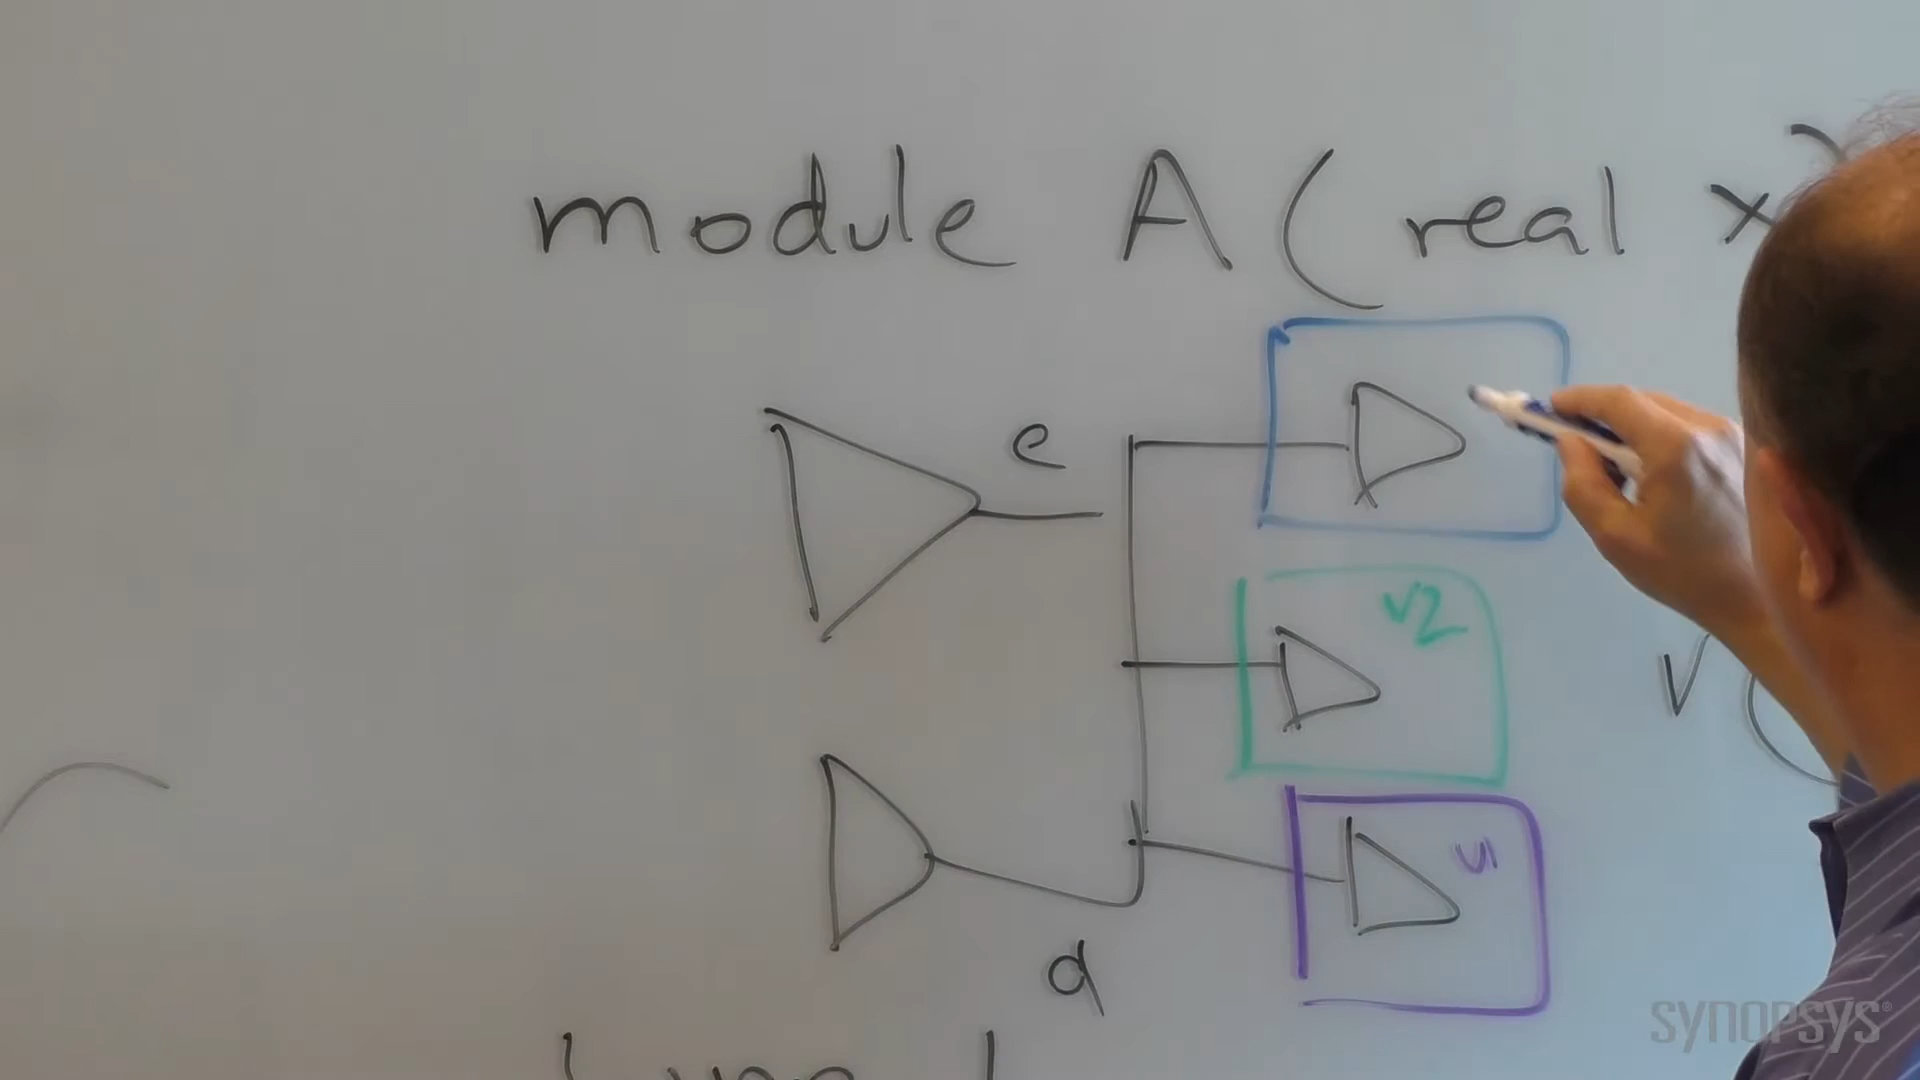 module A(real x)
e
V2
V
V1
q
synopsys®